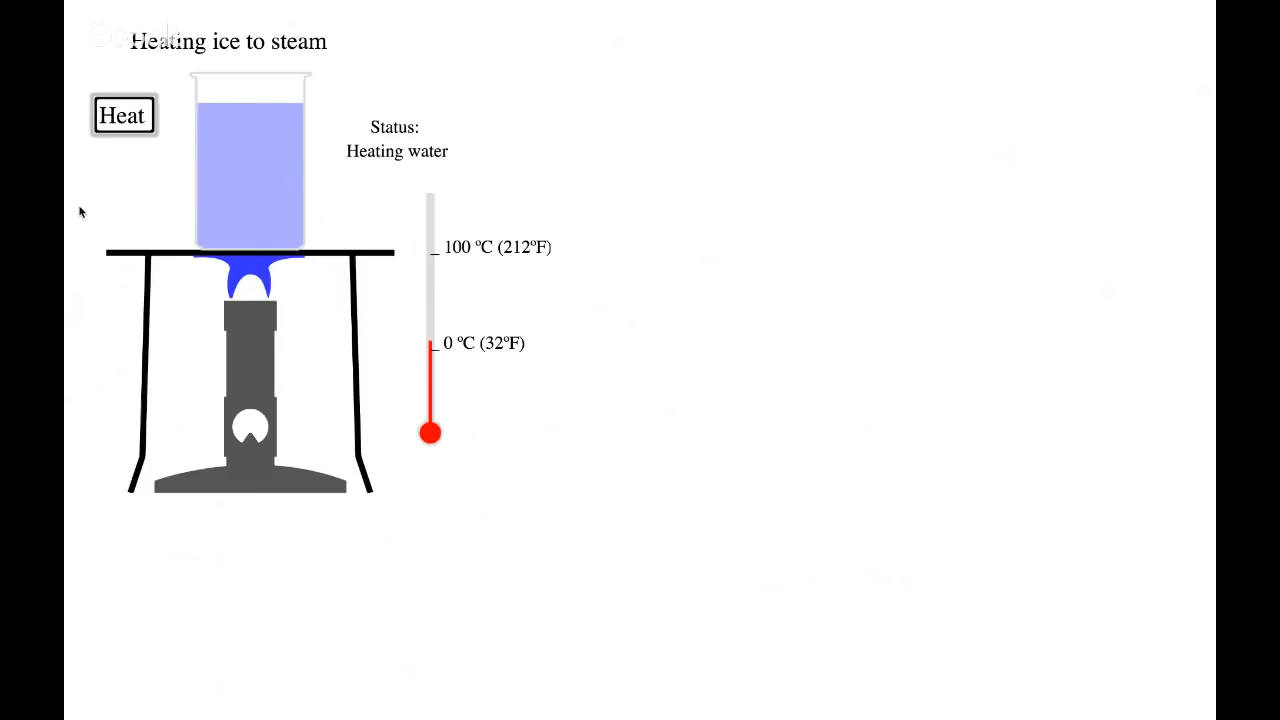 Heating ice to steam
Heat
Status:
Heating water
100 ºC (212ºF)
0 ºC (32ºF)